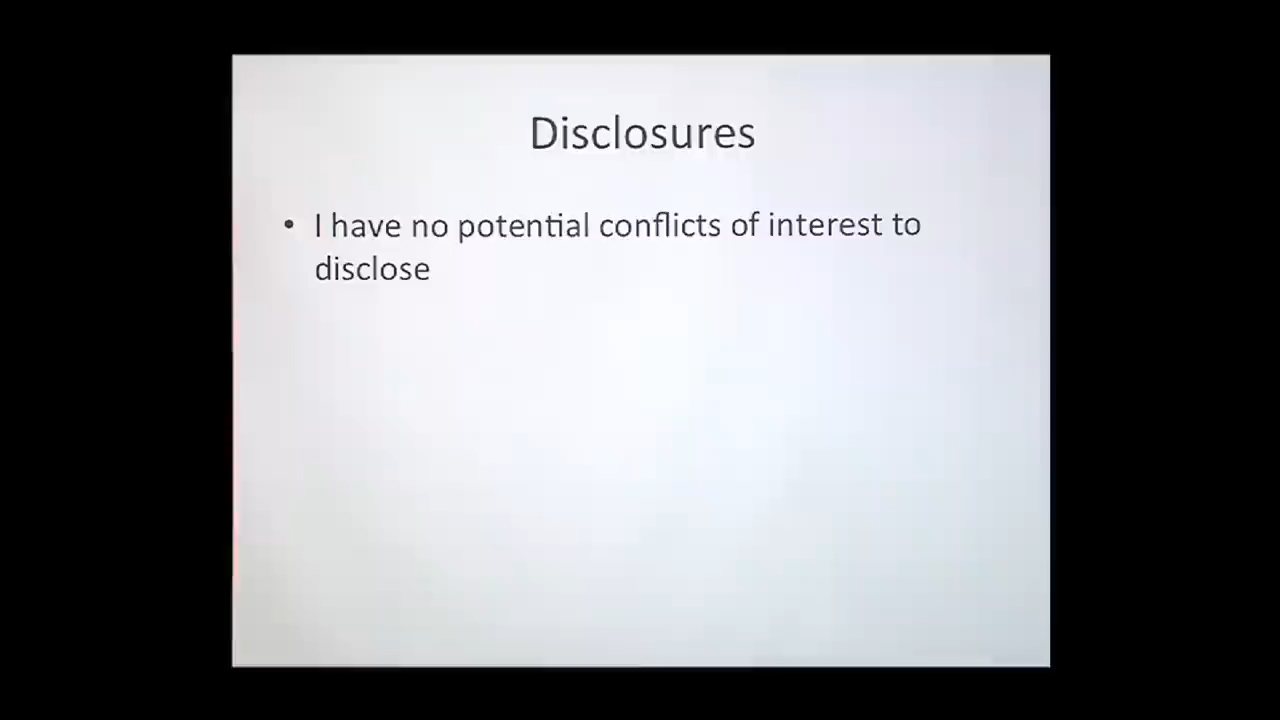 Disclosures
• I have no potential conflicts of interest to
disclose